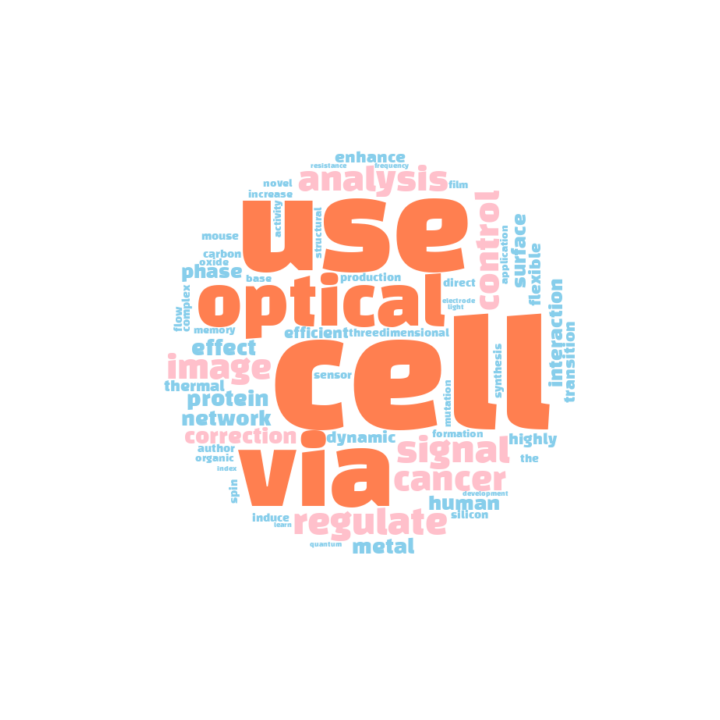 enhance
resistance
frequency
analysis
novel
film
increase
use
activity
structural
control
application
surface
flexible
mouse
carbon
oxide
phase
base
production
direct
optical
electrode
light
flow
complex
memory
efficient
threedimensional
interaction
transition
effect
cell
image
sensor
synthesis
thermal
protein
mutation
network
correction
dynamic
formation
signal
highly
author
organic
the
index
via
cancer
spin
development
human
induce
learn
regulate
silicon
quantum
metal